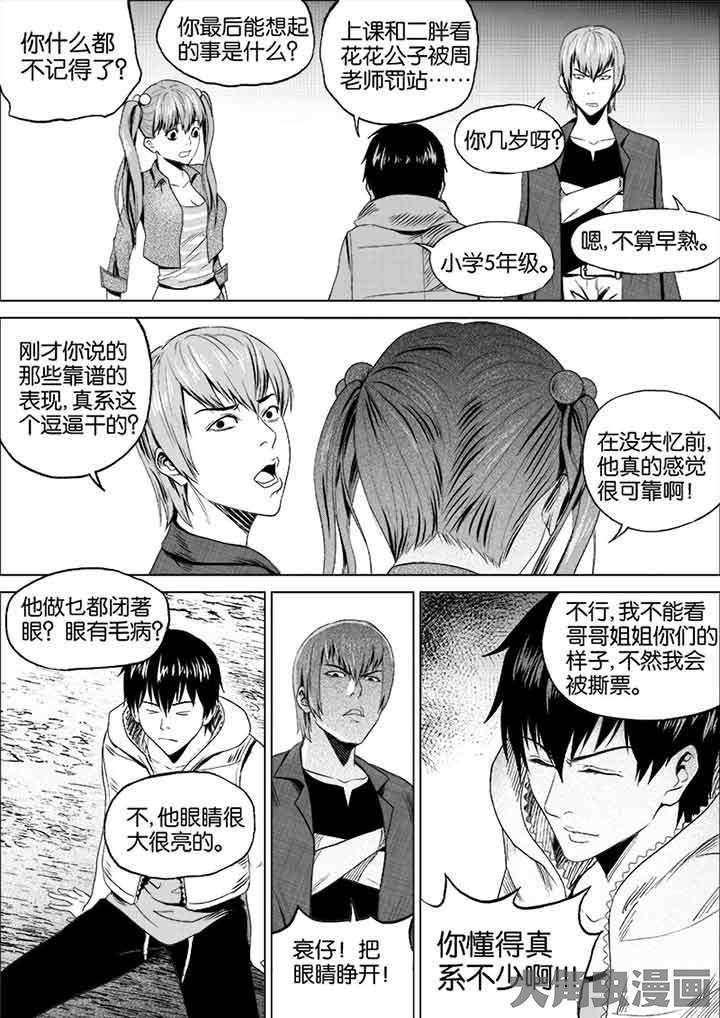 你什么都
不记得了？
你最后能想起
的事是什么？
上课和二胖看
花花公子被周
老师罚站……
你几岁呀？
小学5年级。
嗯，不算早熟。
刚才你说的
那些靠谱的
表现，真系这
个逗逼干的？
在没失忆前，
他真的感觉
很可靠啊！
他做乜都闭著
眼？眼有毛病？
不，他眼睛很
大很亮的。
衰仔！把
眼睛睁开！
不行，我不能看
哥哥姐姐你们的
样子，不然我会
被撕票。
你懂得真
系不少啊！！！
大角虫漫画